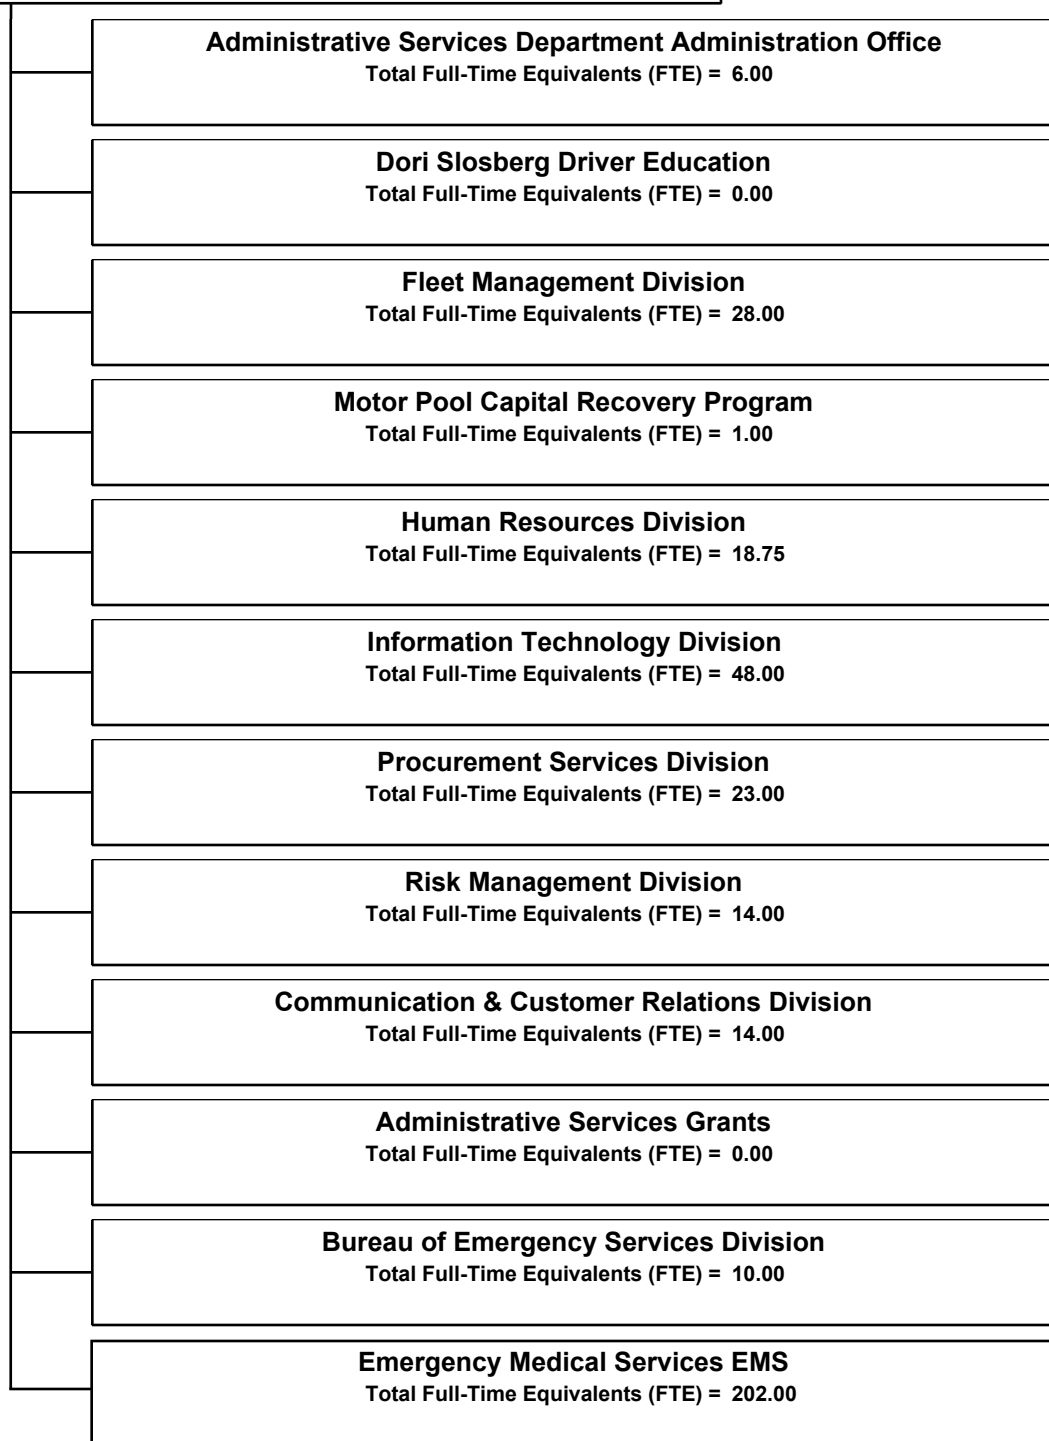 Administrative Services Department Administration Office
Total Full-Time Equivalents (FTE) = 6.00
Dori Slosberg Driver Education
Total Full-Time Equivalents (FTE) = 0.00
Fleet Management Division
Total Full-Time Equivalents (FTE) = 28.00
Motor Pool Capital Recovery Program
Total Full-Time Equivalents (FTE) = 1.00
Human Resources Division
Total Full-Time Equivalents (FTE) = 18.75
Information Technology Division
Total Full-Time Equivalents (FTE) = 48.00
Procurement Services Division
Total Full-Time Equivalents (FTE) = 23.00
Risk Management Division
Total Full-Time Equivalents (FTE) = 14.00
Communication & Customer Relations Division
Total Full-Time Equivalents (FTE) = 14.00
Administrative Services Grants
Total Full-Time Equivalents (FTE) = 0.00
Bureau of Emergency Services Division
Total Full-Time Equivalents (FTE) = 10.00
Emergency Medical Services EMS
Total Full-Time Equivalents (FTE) = 202.00